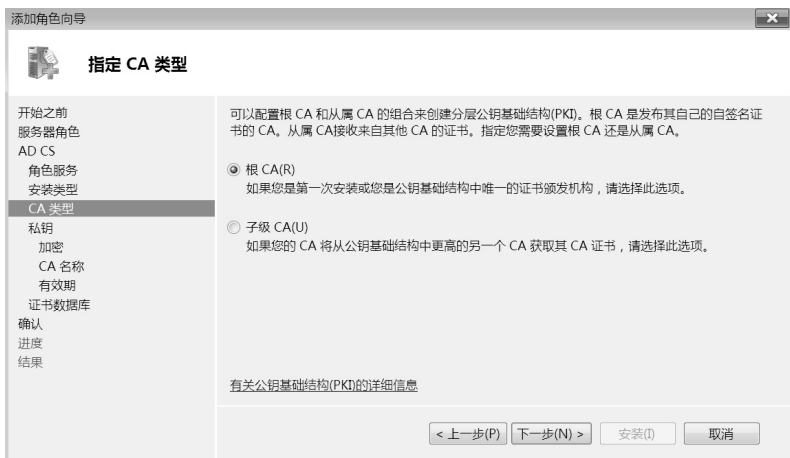 添加角色向导
指定 CA 类型
开始之前
服务器角色
AD CS
角色服务
安装类型
CA 类型
私钥
加密
CA 名称
有效期
证书数据库
确认
进度
结果
可以配置根 CA 和从属 CA 的组合来创建分层公钥基础结构(PKI)。根 CA 是发布其自己的自签名证
书的 CA。从属 CA接收来自其他 CA 的证书。指定您需要设置根 CA 还是从属 CA。
根 CA(R)
如果您是第一次安装或您是公钥基础结构中唯一的证书颁发机构，请选择此选项。
子级 CA(U)
如果您的 CA 将从公钥基础结构中更高的另一个 CA 获取其 CA 证书，请选择此选项。
有关公钥基础结构(PKI)的详细信息
< 上一步(P) 下一步(N) > 安装(I) 取消